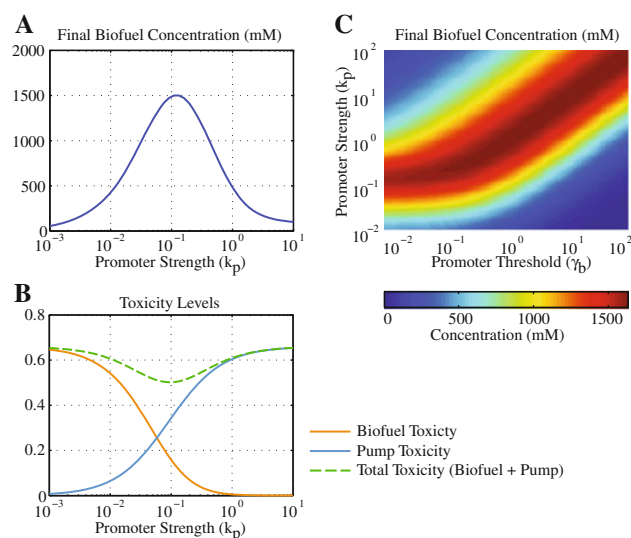 A
Final Biofuel Concentration (mM)
2000
1500
1000
500
0
10^-3 10^-2 10^-1 10^0 10^1
Promoter Strength (k_p)
B
Toxicity Levels
0.8
0.6
0.4
0.2
0
10^-3 10^-2 10^-1 10^0 10^1
Promoter Strength (k_p)
C
Final Biofuel Concentration (mM)
Promoter Strength (k_p)
10^2
10^1
10^0
10^-1
10^-2
10^-2 10^-1 10^0 10^1 10^2
Promoter Threshold (γ_b)
0 500 1000 1500
Concentration (mM)
Biofuel Toxicty
Pump Toxicity
Total Toxicity (Biofuel + Pump)